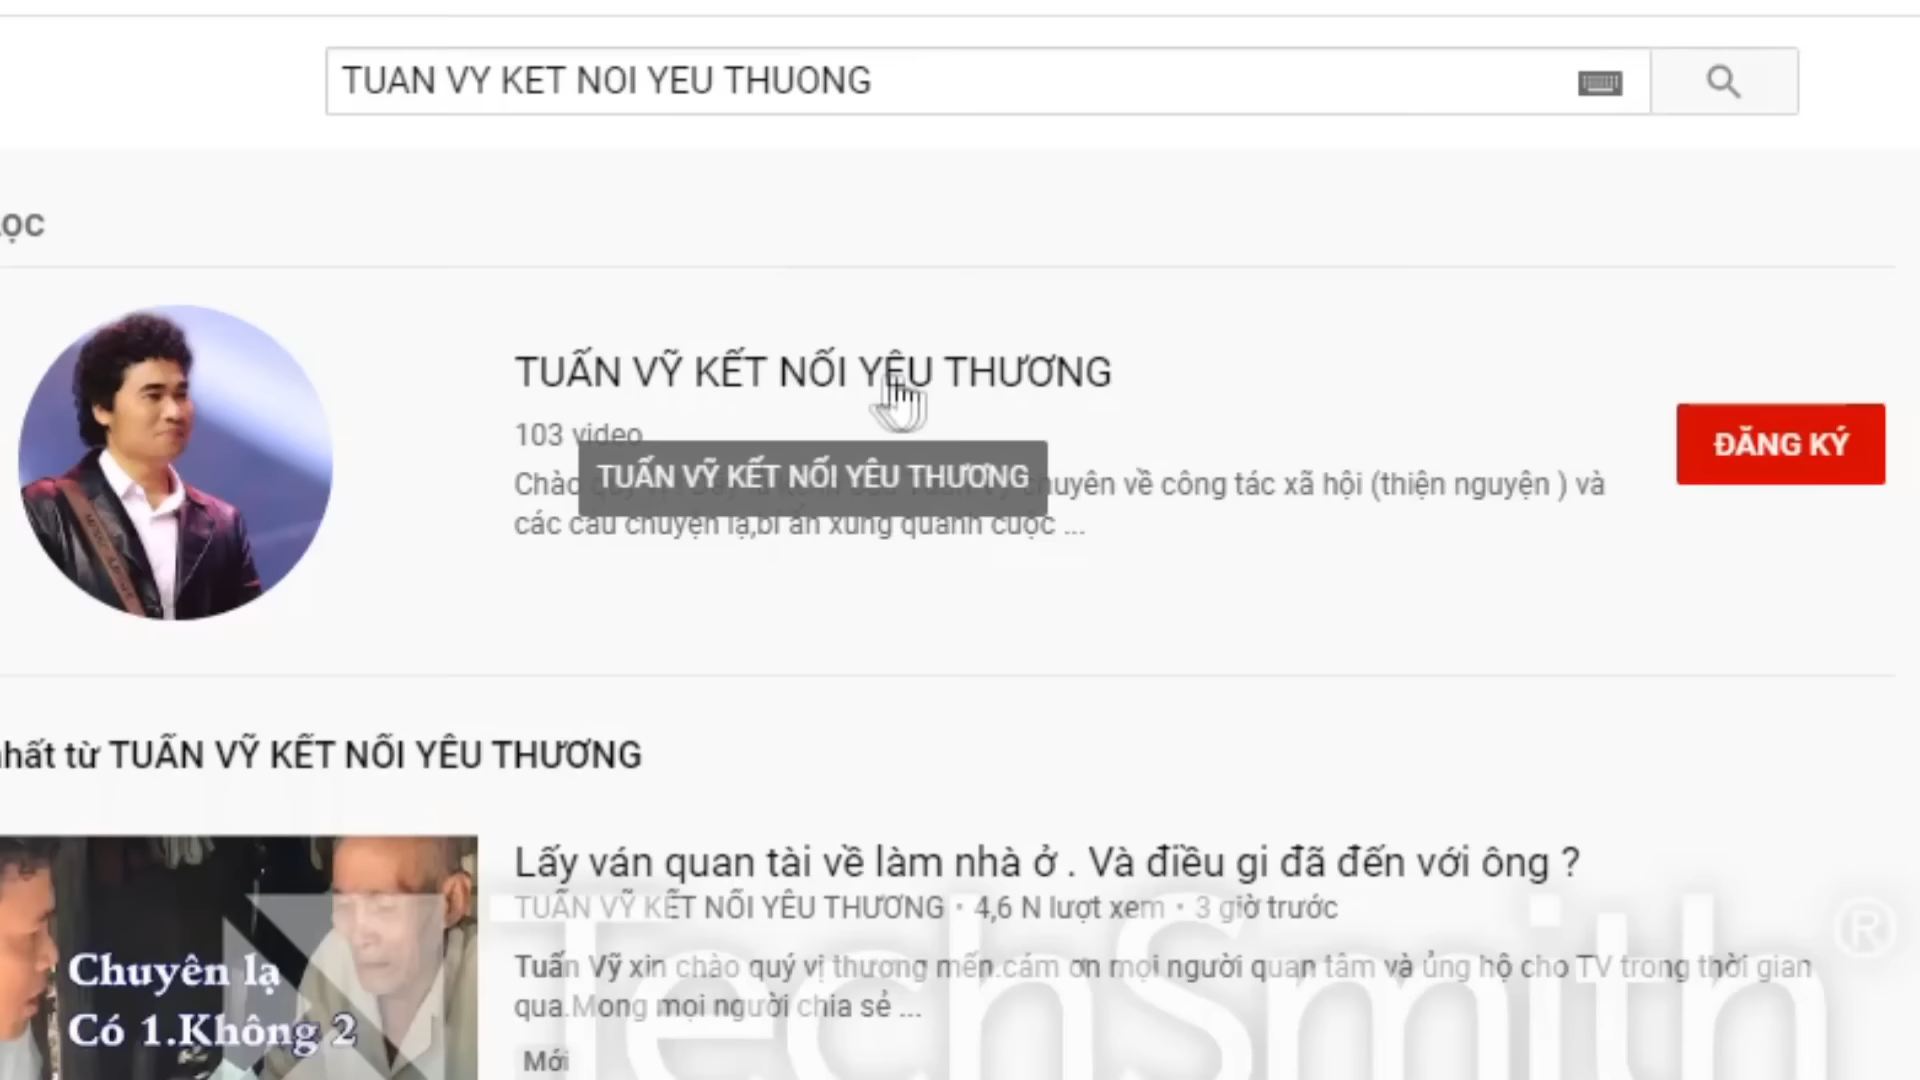 TUAN VY KET NOI YEU THUONG
LỌC
TUẤN VỸ KẾT NỐI YÊU THƯƠNG
103 video
TUẤN VỸ KẾT NỐI YÊU THƯƠNG
Chào chuyên về công tác xã hội (thiện nguyện ) và
các câu chuyện lạ,bí ẩn xung quanh cuộc ...
ĐĂNG KÝ
nhất từ TUẤN VỸ KẾT NỐI YÊU THƯƠNG
Lấy ván quan tài về làm nhà ở . Và điều gi đã đến với ông ?
TUẤN VỸ KẾT NỐI YÊU THƯƠNG • 4,6 N lượt xem • 3 giờ trước
Tuấn Vỹ xin chào quý vị thương mến.cám ơn mọi người quan tâm và ủng hộ cho TV trong thời gian
qua.Mong mọi người chia sẻ ...
Mới
Chuyện lạ
Có 1.Không 2
TechSmith®